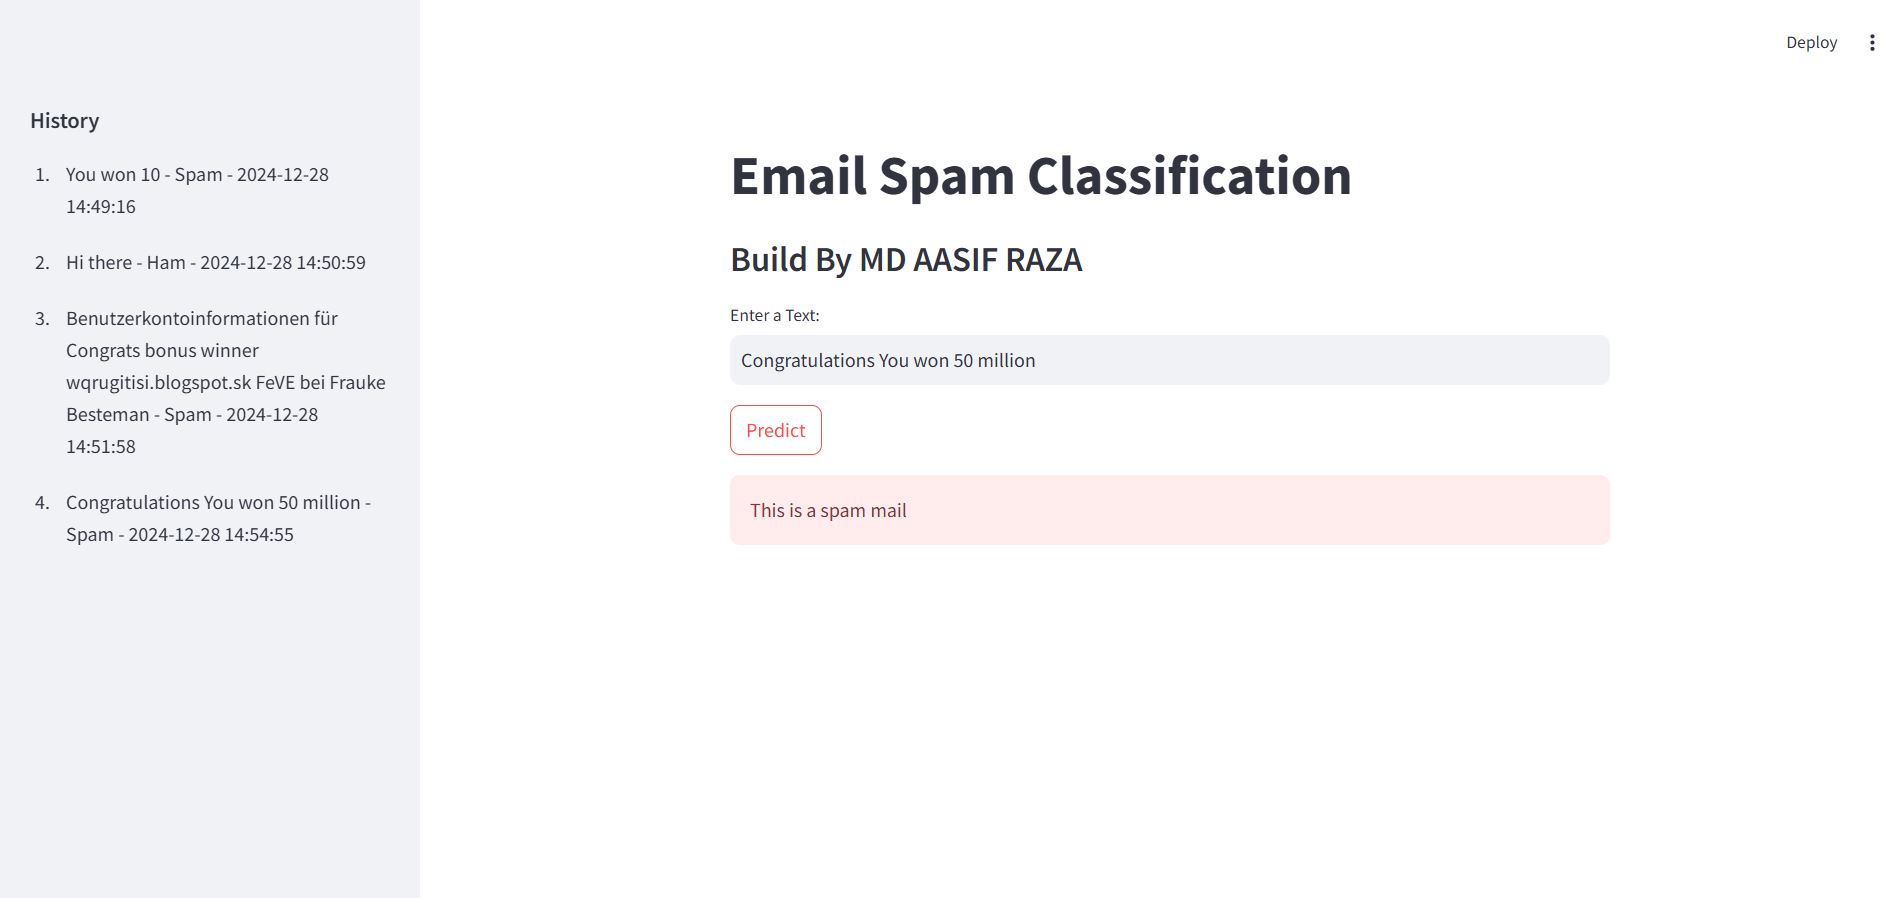 Deploy
History
1. You won 10 - Spam - 2024-12-28
14:49:16
2. Hi there - Ham - 2024-12-28 14:50:59
3. Benutzerkontoinformationen für
Congrats bonus winner
wqrugitisi.blogspot.sk FeVE bei Frauke
Besteman - Spam - 2024-12-28
14:51:58
4. Congratulations You won 50 million -
Spam - 2024-12-28 14:54:55
Email Spam Classification
Build By MD AASIF RAZA
Enter a Text:
Congratulations You won 50 million
Predict
This is a spam mail